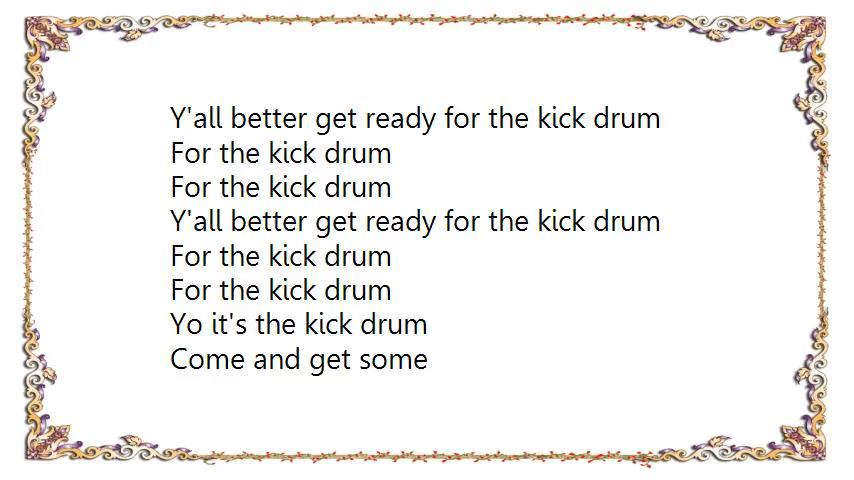 Y'all better get ready for the kick drum
For the kick drum
For the kick drum
Y'all better get ready for the kick drum
For the kick drum
For the kick drum
Yo it's the kick drum
Come and get some